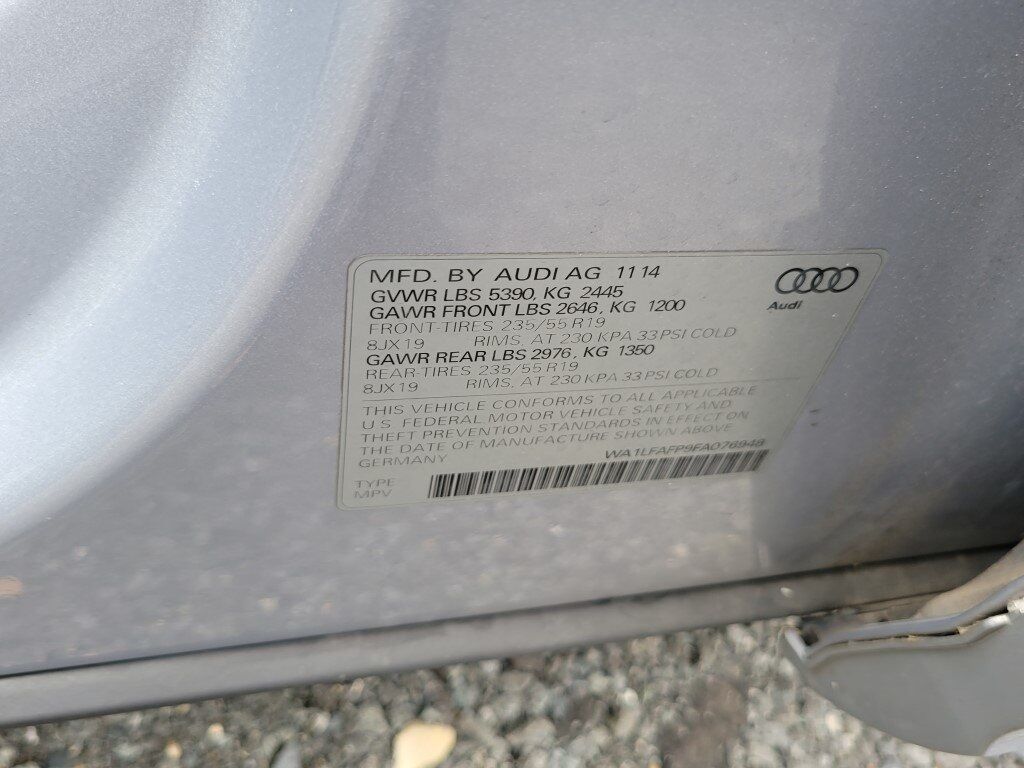 MFD. BY AUDI AG 11 14
GVWR LBS 5390, KG 2445
GAWR FRONT LBS 2646, KG 1200
FRONT-TIRES 235/55 R19
8JX19 RIMS, AT 230 KPA 33 PSI COLD
GAWR REAR LBS 2976, KG 1350
REAR-TIRES 235/55 R19
8JX19 RIMS, AT 230 KPA 33 PSI COLD
Audi
THIS VEHICLE CONFORMS TO ALL APPLICABLE
U.S. FEDERAL MOTOR VEHICLE SAFETY AND
THEFT PREVENTION STANDARDS IN EFFECT ON
THE DATE OF MANUFACTURE SHOWN ABOVE
GERMANY WA1LFAFP9FA076948
TYPE
MPV